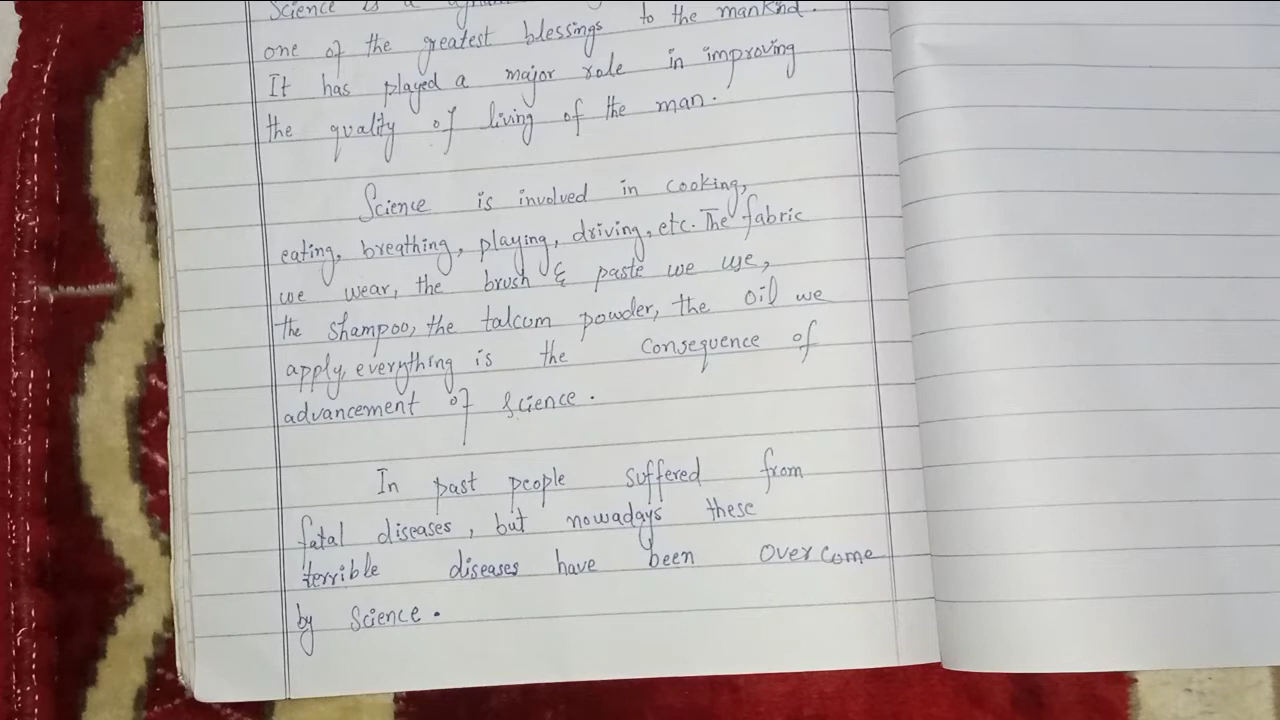 Science is a
one of the greatest blessings to the mankind.
It has played a major role in improving
the quality of living of the man.
Science is involved in cooking,
eating, breathing, playing, driving, etc. The fabric
we wear, the brush & paste we use,
the shampoo, the talcum powder, the oil we
apply, everything is the consequence of
advancement of science.
In past people suffered from
fatal diseases, but nowadays these
terrible diseases have been overcome
by Science.